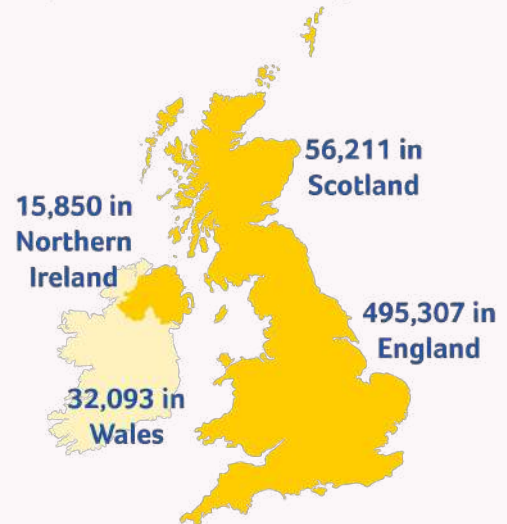 56,211 in
Scotland
15,850 in
Northern
Ireland
495,307 in
England
32,093 in
Wales